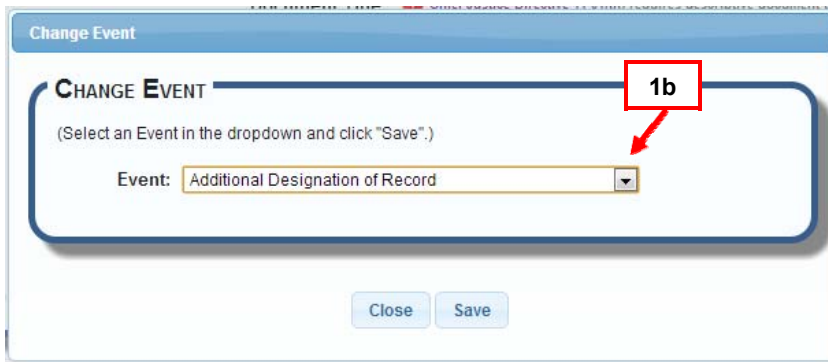 Change Event
CHANGE EVENT
1b
(Select an Event in the dropdown and click "Save".)
Event: Additional Designation of Record
Close Save